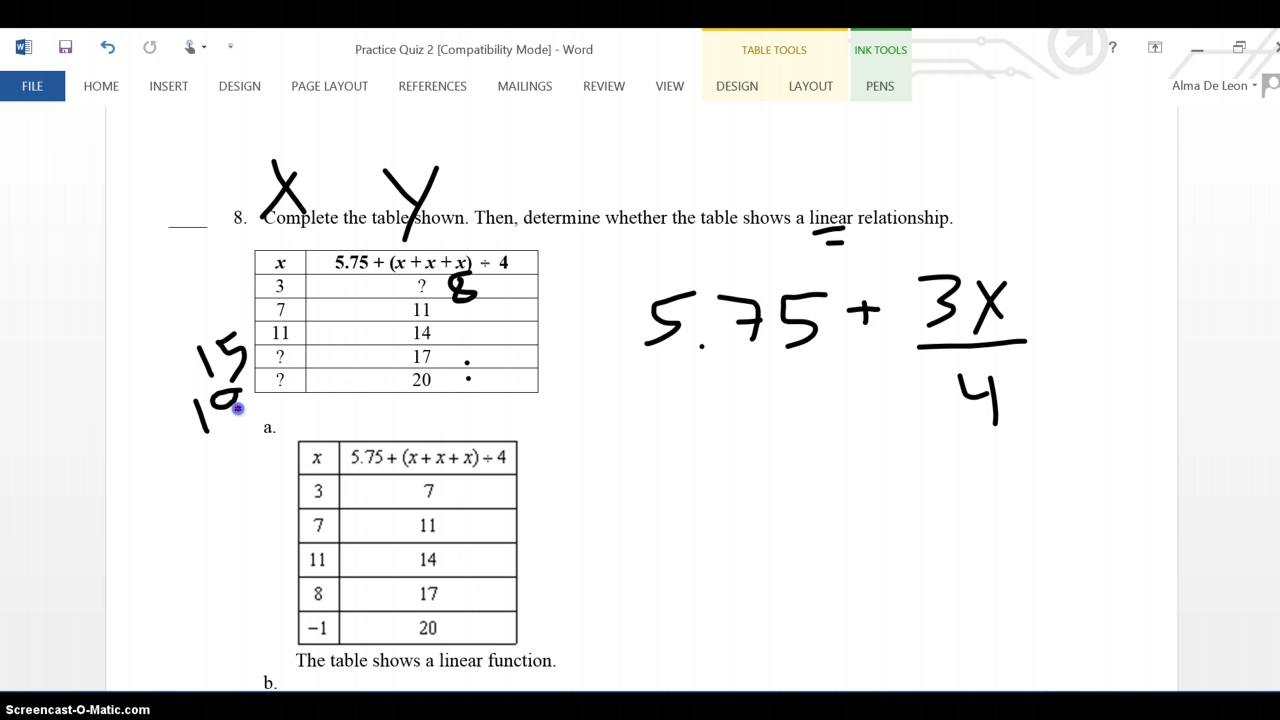 Practice Quiz 2 [Compatibility Mode] - Word
TABLE TOOLS
INK TOOLS
?
FILE
HOME
INSERT
DESIGN
PAGE LAYOUT
REFERENCES
MAILINGS
REVIEW
VIEW
DESIGN
LAYOUT
PENS
Alma De Leon
X Y
8. Complete the table shown. Then, determine whether the table shows a linear relationship.
x 5.75 + (x + x + x) ÷ 4
3 ? 8
7 11
11 14
? 17
? 20
15
19
5.75 + 3X
4
a.
x 5.75 + (x + x + x) ÷ 4
3 7
7 11
11 14
8 17
−1 20
The table shows a linear function.
b.
Screencast-O-Matic.com